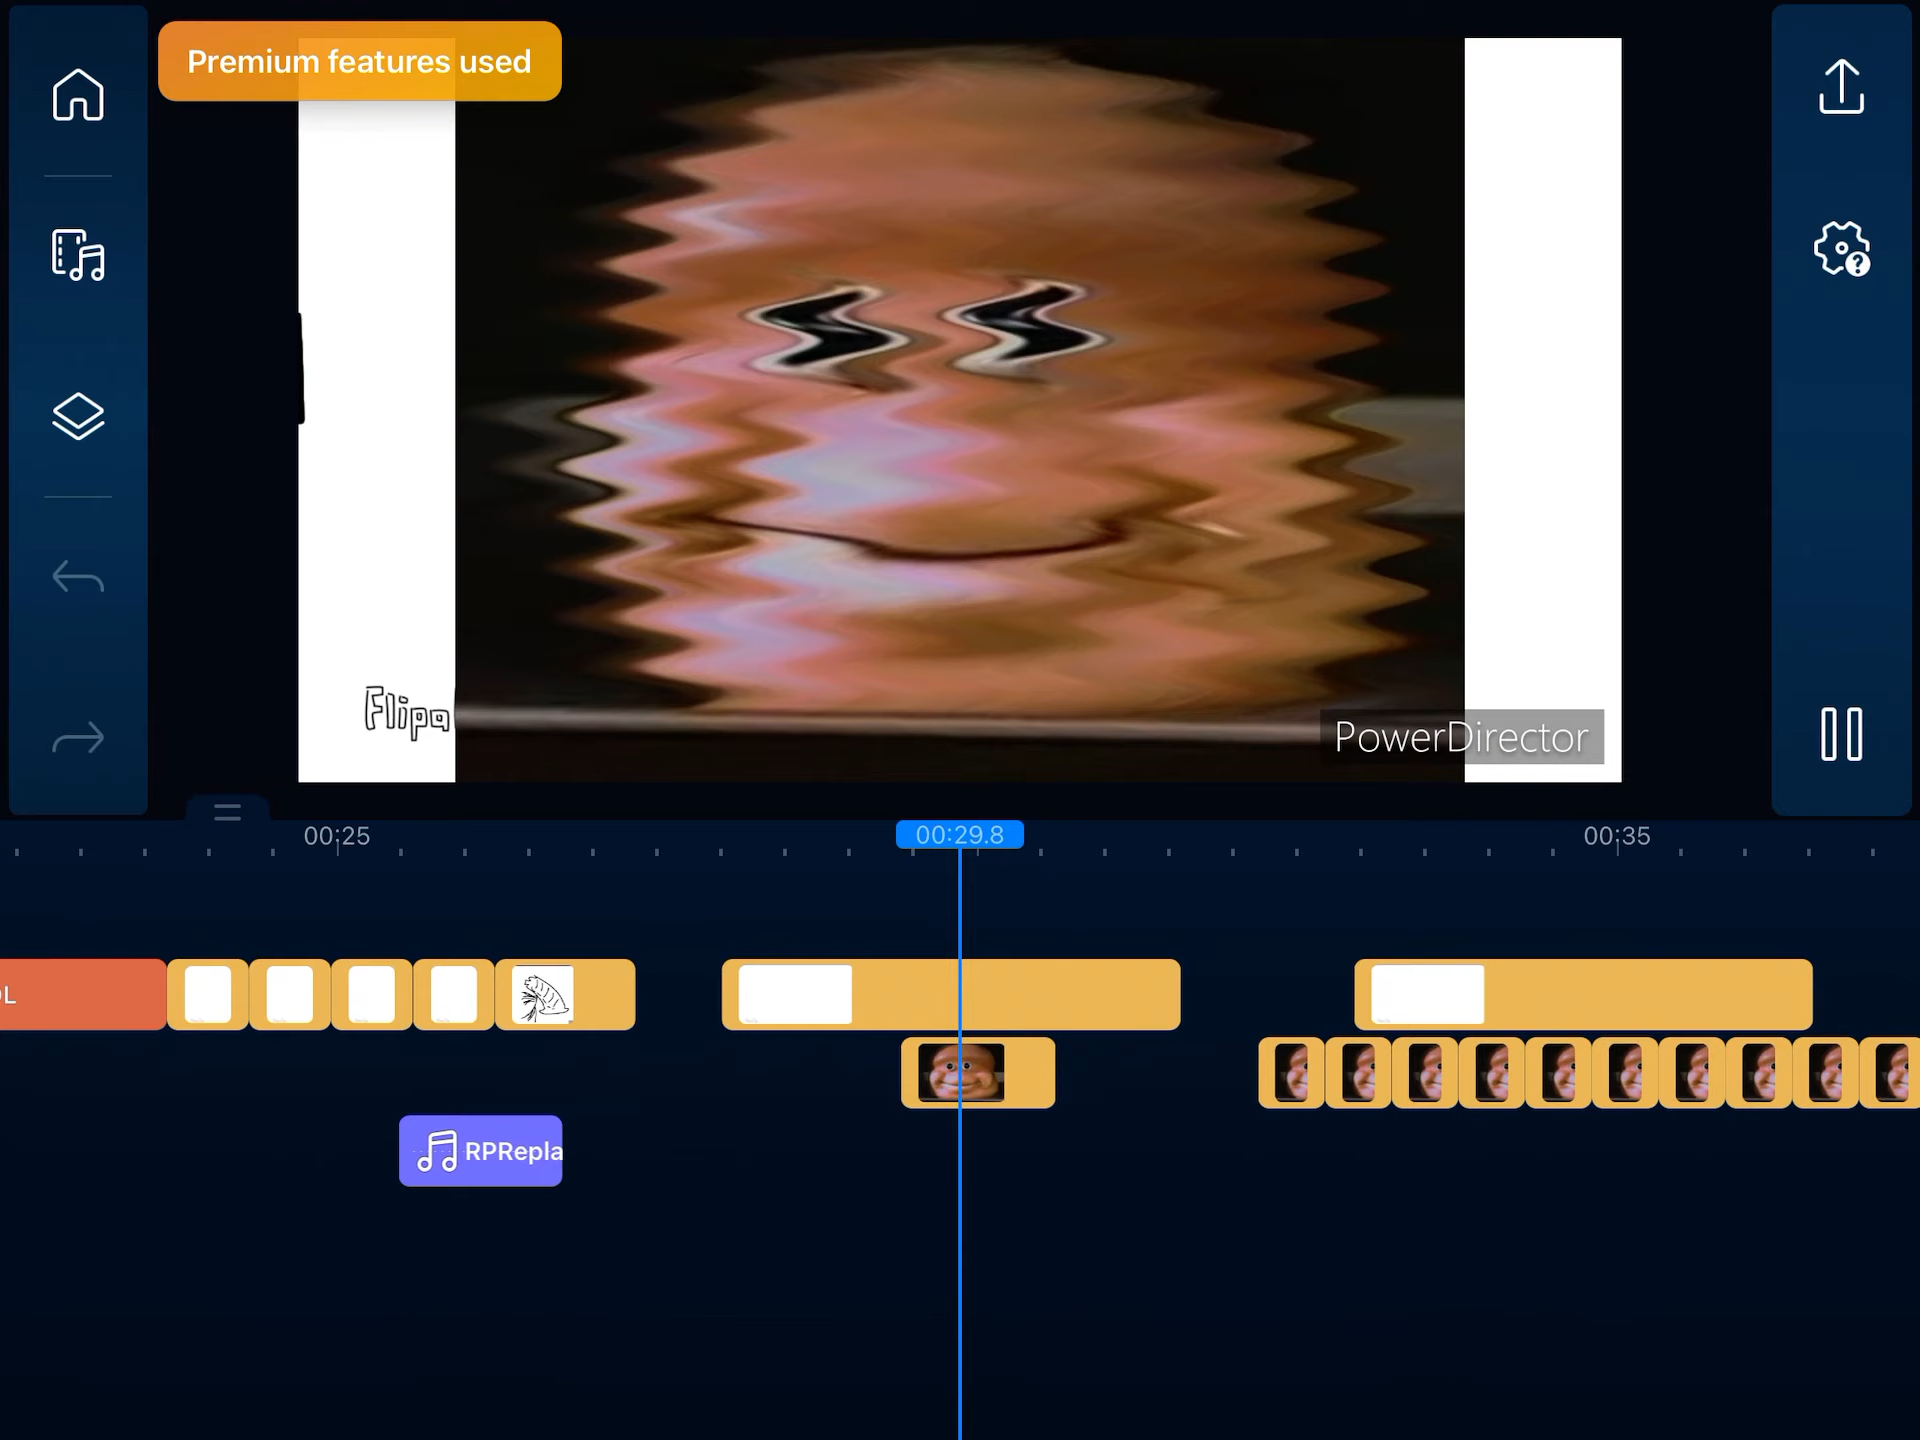 Premium features used
Flipa
PowerDirector
00:25
00:29.8
00:35
L
RPRepla